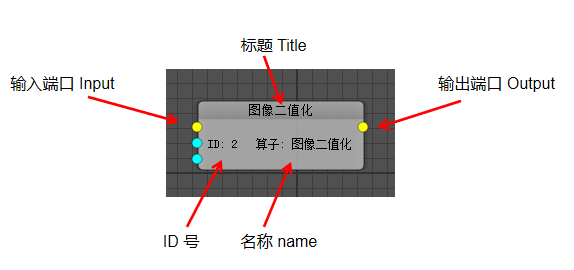 标题 Title
输入端口 Input
输出端口 Output
图像二值化
ID: 2 算子: 图像二值化
ID 号
名称 name